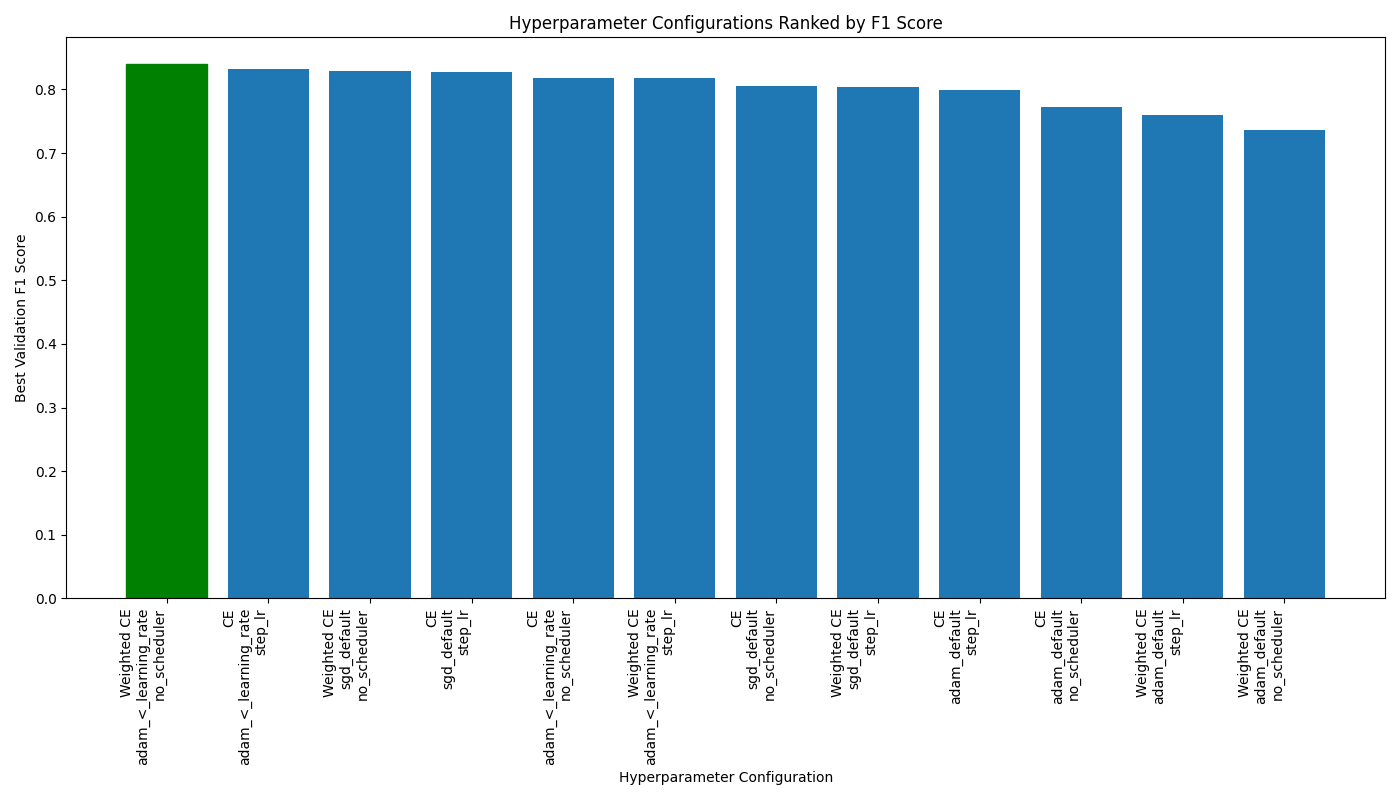 Hyperparameter Configurations Ranked by F1 Score
Best Validation F1 Score
0.8
0.7
0.6
0.5
0.4
0.3
0.2
0.1
0.0
Weighted CE
adam_<_learning_rate
no_scheduler
CE
adam_<_learning_rate
step_lr
Weighted CE
sgd_default
no_scheduler
CE
sgd_default
step_lr
CE
adam_<_learning_rate
no_scheduler
Weighted CE
adam_<_learning_rate
step_lr
CE
sgd_default
no_scheduler
Weighted CE
sgd_default
step_lr
CE
adam_default
step_lr
CE
adam_default
no_scheduler
Weighted CE
adam_default
step_lr
Weighted CE
adam_default
no_scheduler
Hyperparameter Configuration